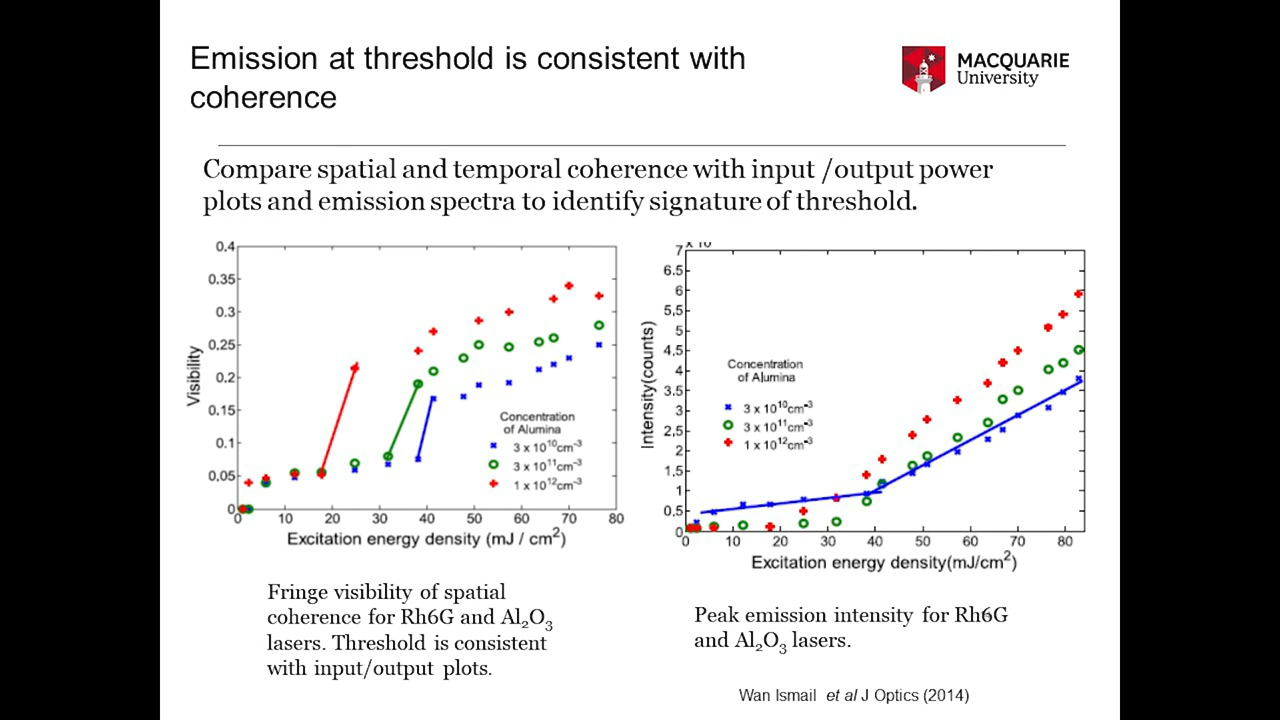 Emission at threshold is consistent with
coherence
MACQUARIE
University
Compare spatial and temporal coherence with input /output power
plots and emission spectra to identify signature of threshold.
0.4
0.35
0.3
0.25
0.2
0.15
0.1
0.05
0
Visibility
0 10 20 30 40 50 60 70 80
Excitation energy density (mJ / cm²)
Concentration
of Alumina
3 x 10¹⁰cm⁻³
3 x 10¹¹cm⁻³
1 x 10¹²cm⁻³
7
6.5
6
5.5
5
4.5
4
3.5
3
2.5
2
1.5
1
0.5
0
Intensity(counts)
0 10 20 30 40 50 60 70 80
Excitation energy density(mJ/cm²)
Concentration
of Alumina
3 x 10¹⁰cm⁻³
3 x 10¹¹cm⁻³
1 x 10¹²cm⁻³
Fringe visibility of spatial
coherence for Rh6G and Al₂O₃
lasers. Threshold is consistent
with input/output plots.
Peak emission intensity for Rh6G
and Al₂O₃ lasers.
Wan Ismail et al J Optics (2014)